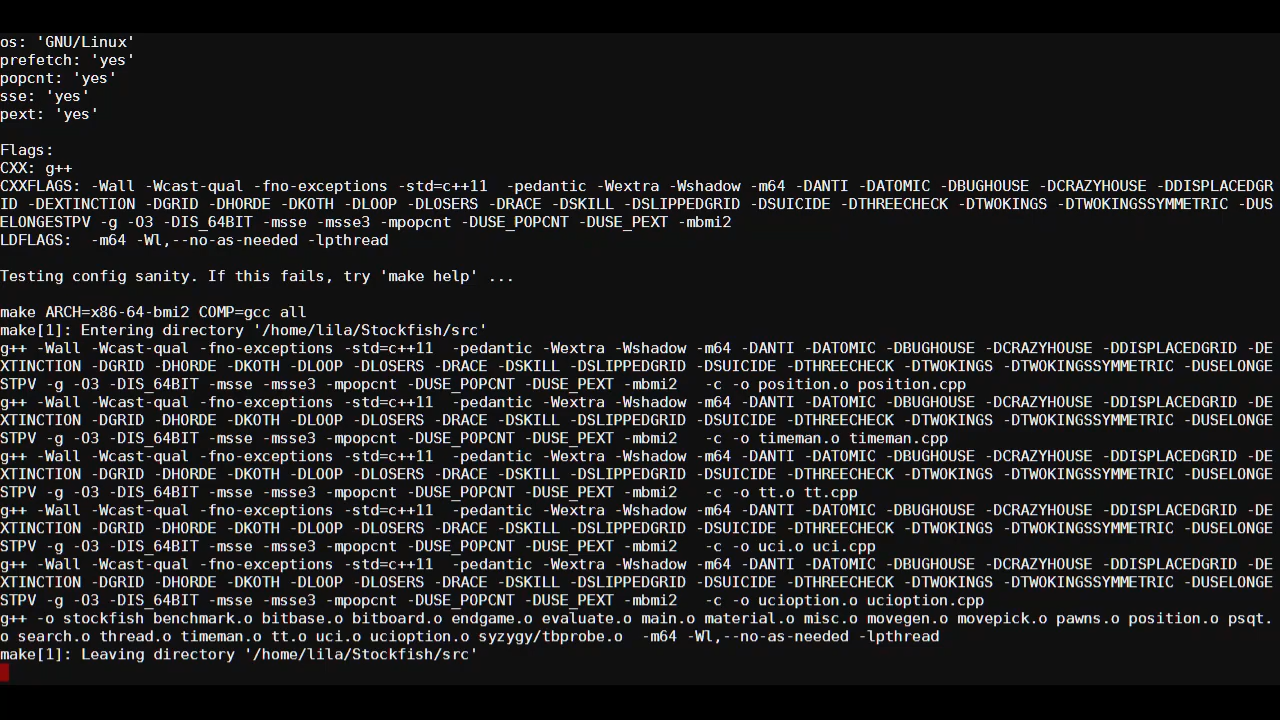 os: 'GNU/Linux'
prefetch: 'yes'
popcnt: 'yes'
sse: 'yes'
pext: 'yes'
Flags:
CXX: g++
CXXFLAGS: -Wall -Wcast-qual -fno-exceptions -std=c++11  -pedantic -Wextra -Wshadow -m64 -DANTI -DATOMIC -DBUGHOUSE -DCRAZYHOUSE -DDISPLACEDGR
ID -DEXTINCTION -DGRID -DHORDE -DKOTH -DLOOP -DLOSERS -DRACE -DSKILL -DSLIPPEDGRID -DSUICIDE -DTHREECHECK -DTWOKINGS -DTWOKINGSSYMMETRIC -DUS
ELONGESTPV -g -O3 -DIS_64BIT -msse -msse3 -mpopcnt -DUSE_POPCNT -DUSE_PEXT -mbmi2
LDFLAGS:  -m64 -Wl,--no-as-needed -lpthread
Testing config sanity. If this fails, try 'make help' ...
make ARCH=x86-64-bmi2 COMP=gcc all
make[1]: Entering directory '/home/lila/Stockfish/src'
g++ -Wall -Wcast-qual -fno-exceptions -std=c++11  -pedantic -Wextra -Wshadow -m64 -DANTI -DATOMIC -DBUGHOUSE -DCRAZYHOUSE -DDISPLACEDGRID -DE
XTINCTION -DGRID -DHORDE -DKOTH -DLOOP -DLOSERS -DRACE -DSKILL -DSLIPPEDGRID -DSUICIDE -DTHREECHECK -DTWOKINGS -DTWOKINGSSYMMETRIC -DUSELONGE
STPV -g -O3 -DIS_64BIT -msse -msse3 -mpopcnt -DUSE_POPCNT -DUSE_PEXT -mbmi2   -c -o position.o position.cpp
g++ -Wall -Wcast-qual -fno-exceptions -std=c++11  -pedantic -Wextra -Wshadow -m64 -DANTI -DATOMIC -DBUGHOUSE -DCRAZYHOUSE -DDISPLACEDGRID -DE
XTINCTION -DGRID -DHORDE -DKOTH -DLOOP -DLOSERS -DRACE -DSKILL -DSLIPPEDGRID -DSUICIDE -DTHREECHECK -DTWOKINGS -DTWOKINGSSYMMETRIC -DUSELONGE
STPV -g -O3 -DIS_64BIT -msse -msse3 -mpopcnt -DUSE_POPCNT -DUSE_PEXT -mbmi2   -c -o timeman.o timeman.cpp
g++ -Wall -Wcast-qual -fno-exceptions -std=c++11  -pedantic -Wextra -Wshadow -m64 -DANTI -DATOMIC -DBUGHOUSE -DCRAZYHOUSE -DDISPLACEDGRID -DE
XTINCTION -DGRID -DHORDE -DKOTH -DLOOP -DLOSERS -DRACE -DSKILL -DSLIPPEDGRID -DSUICIDE -DTHREECHECK -DTWOKINGS -DTWOKINGSSYMMETRIC -DUSELONGE
STPV -g -O3 -DIS_64BIT -msse -msse3 -mpopcnt -DUSE_POPCNT -DUSE_PEXT -mbmi2   -c -o tt.o tt.cpp
g++ -Wall -Wcast-qual -fno-exceptions -std=c++11  -pedantic -Wextra -Wshadow -m64 -DANTI -DATOMIC -DBUGHOUSE -DCRAZYHOUSE -DDISPLACEDGRID -DE
XTINCTION -DGRID -DHORDE -DKOTH -DLOOP -DLOSERS -DRACE -DSKILL -DSLIPPEDGRID -DSUICIDE -DTHREECHECK -DTWOKINGS -DTWOKINGSSYMMETRIC -DUSELONGE
STPV -g -O3 -DIS_64BIT -msse -msse3 -mpopcnt -DUSE_POPCNT -DUSE_PEXT -mbmi2   -c -o uci.o uci.cpp
g++ -Wall -Wcast-qual -fno-exceptions -std=c++11  -pedantic -Wextra -Wshadow -m64 -DANTI -DATOMIC -DBUGHOUSE -DCRAZYHOUSE -DDISPLACEDGRID -DE
XTINCTION -DGRID -DHORDE -DKOTH -DLOOP -DLOSERS -DRACE -DSKILL -DSLIPPEDGRID -DSUICIDE -DTHREECHECK -DTWOKINGS -DTWOKINGSSYMMETRIC -DUSELONGE
STPV -g -O3 -DIS_64BIT -msse -msse3 -mpopcnt -DUSE_POPCNT -DUSE_PEXT -mbmi2   -c -o ucioption.o ucioption.cpp
g++ -o stockfish benchmark.o bitbase.o bitboard.o endgame.o evaluate.o main.o material.o misc.o movegen.o movepick.o pawns.o position.o psqt.
o search.o thread.o timeman.o tt.o uci.o ucioption.o syzygy/tbprobe.o  -m64 -Wl,--no-as-needed -lpthread
make[1]: Leaving directory '/home/lila/Stockfish/src'